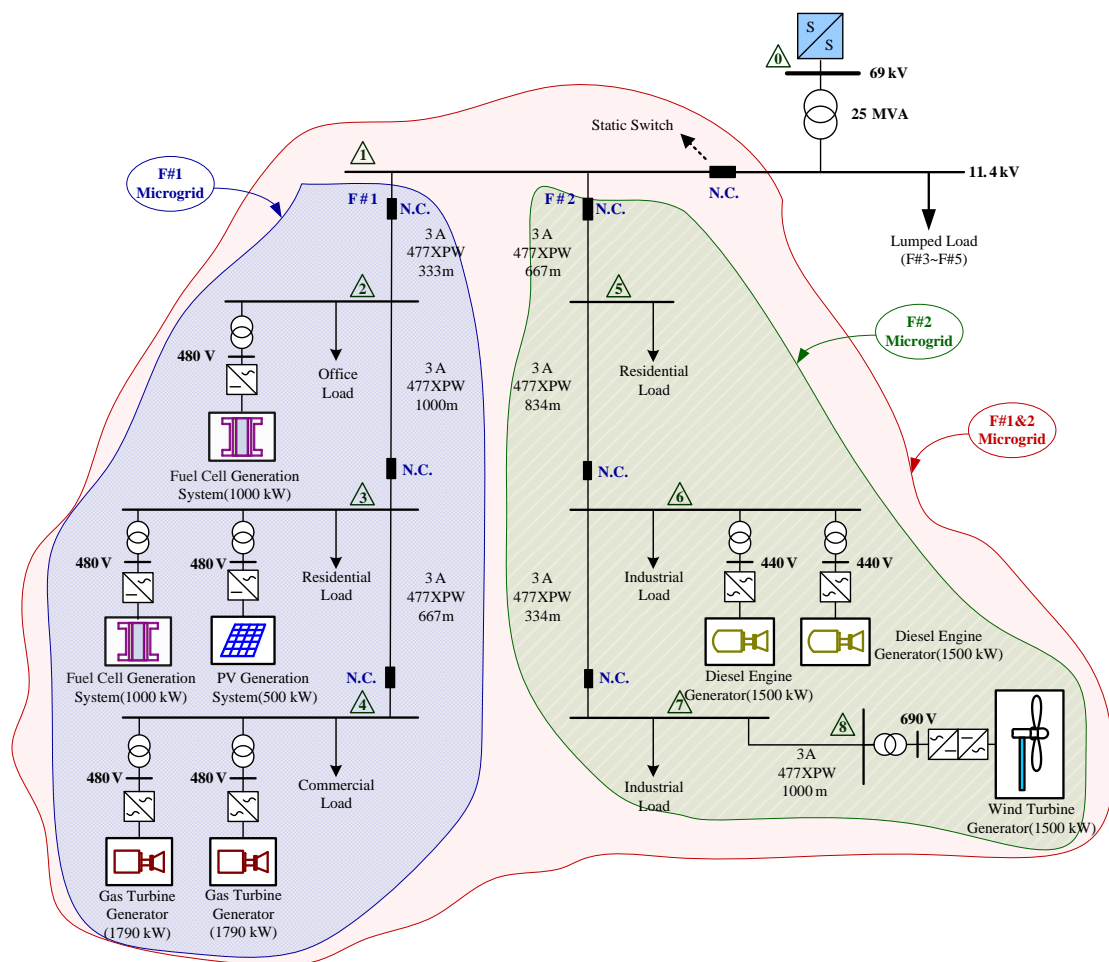 S
S
0
69 kV
25 MVA
Static Switch
1
N.C.
11.4 kV
F#1
Microgrid
F#1
N.C.
F#2
N.C.
Lumped Load
(F#3~F#5)
3 A
477XPW
333m
3 A
477XPW
667m
2
5
F#2
Microgrid
480 V
Office
Load
3 A
477XPW
1000m
3 A
477XPW
834m
Residential
Load
F#1&2
Microgrid
Fuel Cell Generation
System(1000 kW)
N.C.
N.C.
3
6
480 V
480 V
Residential
Load
3 A
477XPW
667m
3 A
477XPW
334m
Industrial
Load
440 V
440 V
Diesel Engine
Generator(1500 kW)
Fuel Cell Generation
System(1000 kW)
PV Generation
System(500 kW)
N.C.
N.C.
Diesel Engine
Generator(1500 kW)
4
7
8
690 V
480 V
480 V
Commercial
Load
Industrial
Load
3A
477XPW
1000 m
Wind Turbine
Generator(1500 kW)
Gas Turbine
Generator
(1790 kW)
Gas Turbine
Generator
(1790 kW)